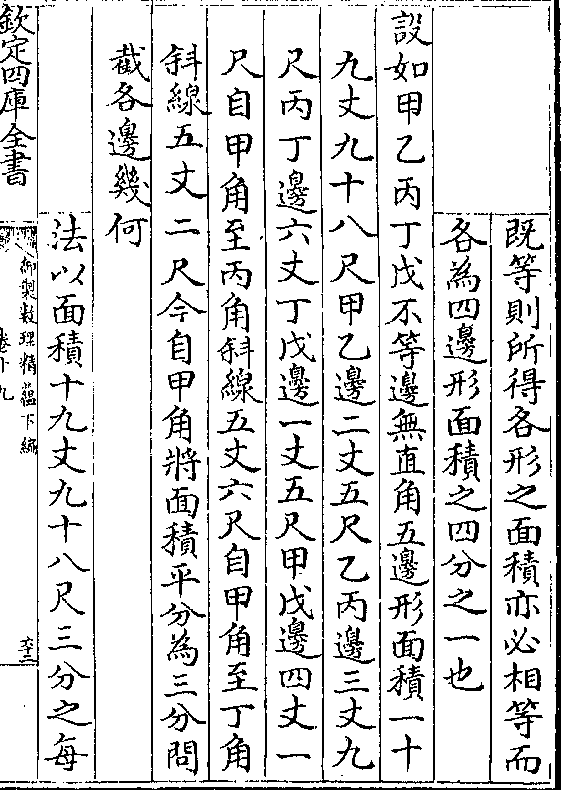 既等則所得各形之面積亦必相等而
各為四邊形面積之四分之一也
設如甲乙丙丁戊不等邊無直角五邊形面積一十
九丈九十八尺甲乙邊二丈五尺乙丙邊三丈九
尺丙丁邊六丈丁戊邊一丈五尺甲戊邊四丈一
尺自甲角至丙角斜線五丈六尺自甲角至丁角
斜線五丈二尺今自甲角將面積平分為三分問
截各邊幾何
法以面積十九丈九十八尺三分之每
欽定四庫全書
御製數理精蘊下編
卷十九